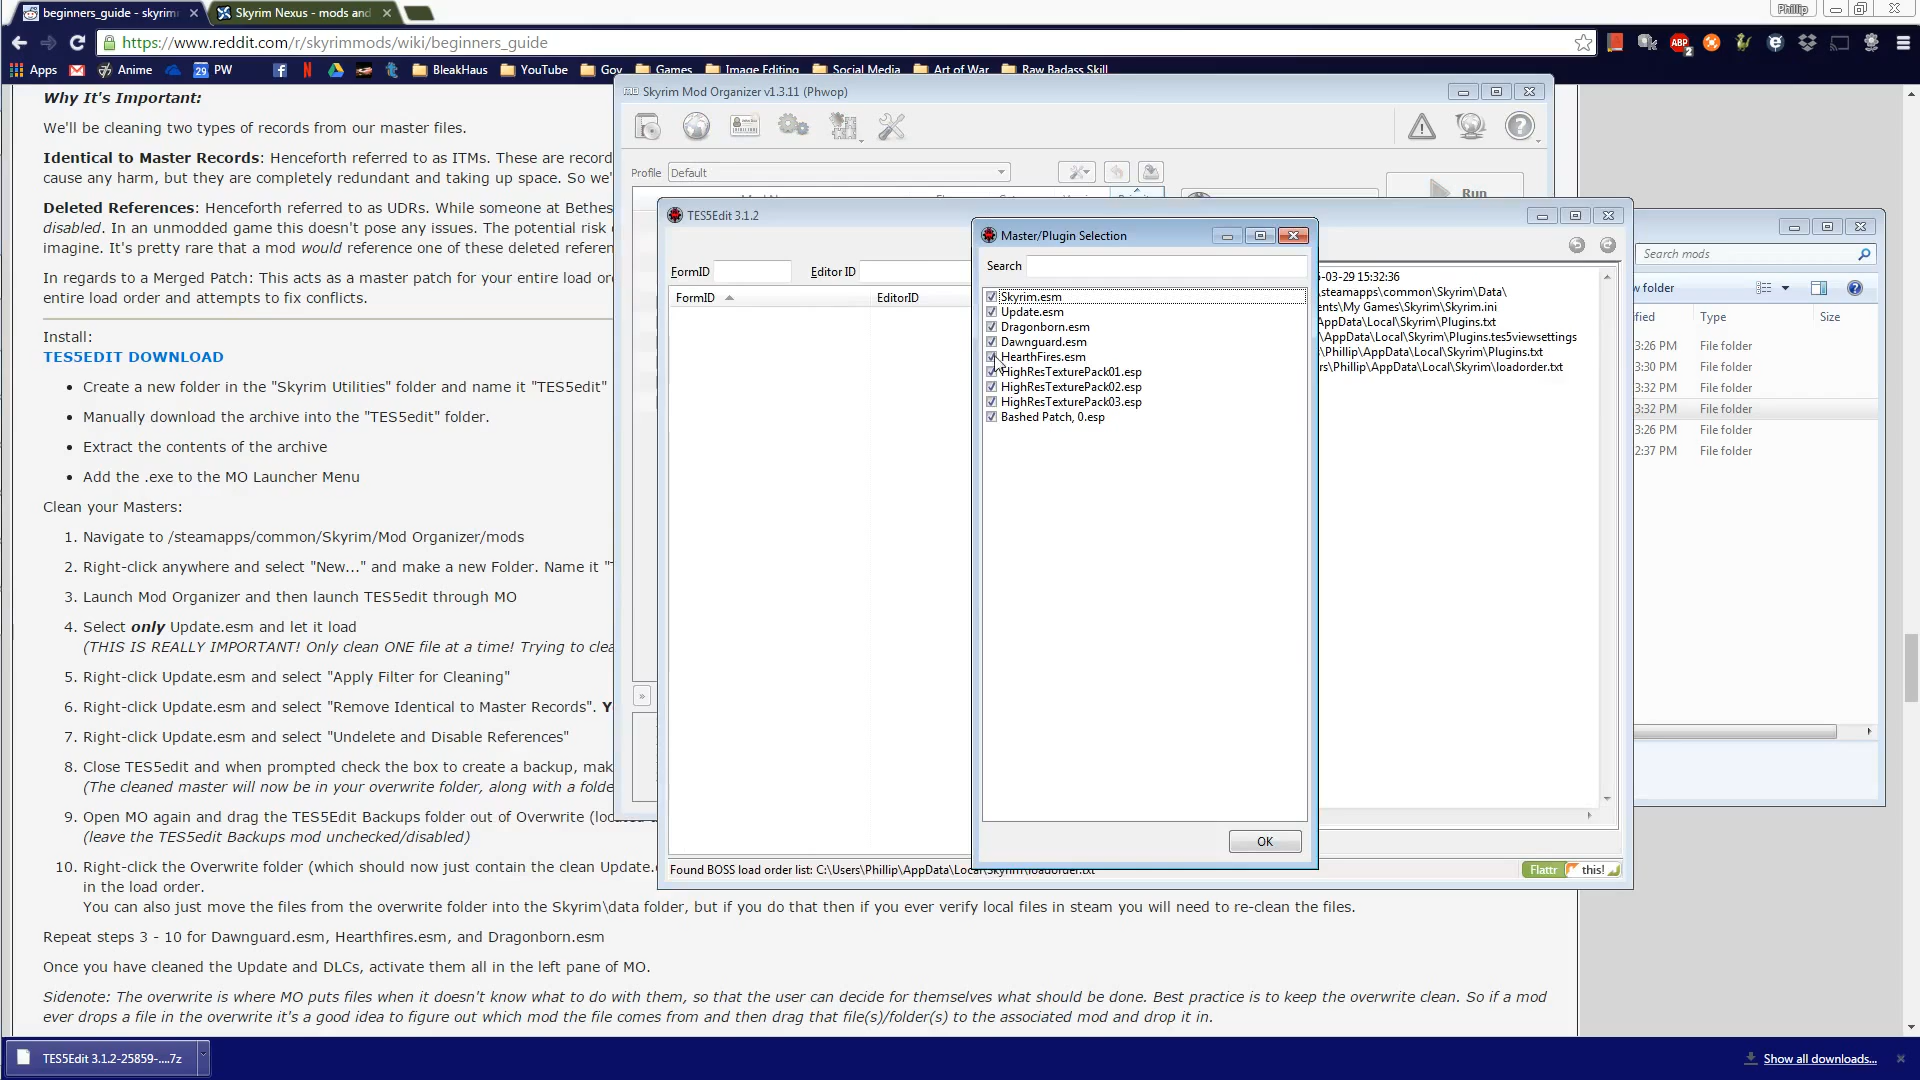 beginners_guide - skyrim
Skyrim Nexus - mods and
Phillip
https://www.reddit.com/r/skyrimmods/wiki/beginners_guide
ABP
2
Apps
Anime
29 PW
BleakHaus
YouTube
Gov
Games
Image Editing
Social Media
Art of War
Raw Badass Skill
Why It's Important:
We'll be cleaning two types of records from our master files.
Identical to Master Records: Henceforth referred to as ITMs. These are record
cause any harm, but they are completely redundant and taking up space. So we'
Deleted References: Henceforth referred to as UDRs. While someone at Bethes
disabled. In an unmodded game this doesn't pose any issues. The potential risk
imagine. It's pretty rare that a mod would reference one of these deleted referen
In regards to a Merged Patch: This acts as a master patch for your entire load or
entire load order and attempts to fix conflicts.
Install:
TES5EDIT DOWNLOAD
• Create a new folder in the "Skyrim Utilities" folder and name it "TES5edit"
• Manually download the archive into the "TES5edit" folder.
• Extract the contents of the archive
• Add the .exe to the MO Launcher Menu
Clean your Masters:
1. Navigate to /steamapps/common/Skyrim/Mod Organizer/mods
2. Right-click anywhere and select "New..." and make a new Folder. Name it "T
3. Launch Mod Organizer and then launch TES5edit through MO
4. Select only Update.esm and let it load
(THIS IS REALLY IMPORTANT! Only clean ONE file at a time! Trying to clea
5. Right-click Update.esm and select "Apply Filter for Cleaning"
6. Right-click Update.esm and select "Remove Identical to Master Records". Y
7. Right-click Update.esm and select "Undelete and Disable References"
8. Close TES5edit and when prompted check the box to create a backup, mak
(The cleaned master will now be in your overwrite folder, along with a folde
9. Open MO again and drag the TES5Edit Backups folder out of Overwrite (located
(leave the TES5edit Backups mod unchecked/disabled)
10. Right-click the Overwrite folder (which should now just contain the clean Update.e
in the load order.
You can also just move the files from the overwrite folder into the Skyrim\data folder, but if you do that then if you ever verify local files in steam you will need to re-clean the files.
Repeat steps 3 - 10 for Dawnguard.esm, Hearthfires.esm, and Dragonborn.esm
Once you have cleaned the Update and DLCs, activate them all in the left pane of MO.
Sidenote: The overwrite is where MO puts files when it doesn't know what to do with them, so that the user can decide for themselves what should be done. Best practice is to keep the overwrite clean. So if a mod
ever drops a file in the overwrite it's a good idea to figure out which mod the file comes from and then drag that file(s)/folder(s) to the associated mod and drop it in.
Skyrim Mod Organizer v1.3.11 (Phwop)
Profile
Default
Run
TES5Edit 3.1.2
FormID
Editor ID
FormID
EditorID
-03-29 15:32:36
\steamapps\common\Skyrim\Data\
ents\My Games\Skyrim\Skyrim.ini
AppData\Local\Skyrim\Plugins.txt
AppData\Local\Skyrim\Plugins.tes5viewsettings
\Phillip\AppData\Local\Skyrim\Plugins.txt
rs\Phillip\AppData\Local\Skyrim\loadorder.txt
Found BOSS load order list: C:\Users\Phillip\AppData\Local\Skyrim\loadorder.txt
Flattr
this!
Master/Plugin Selection
Search
Skyrim.esm
Update.esm
Dragonborn.esm
Dawnguard.esm
HearthFires.esm
HighResTexturePack01.esp
HighResTexturePack02.esp
HighResTexturePack03.esp
Bashed Patch, 0.esp
OK
Search mods
w folder
ified
Type
Size
3:26 PM File folder
3:30 PM File folder
3:32 PM File folder
3:32 PM File folder
3:26 PM File folder
2:37 PM File folder
TES5Edit 3.1.2-25859-....7z
Show all downloads...